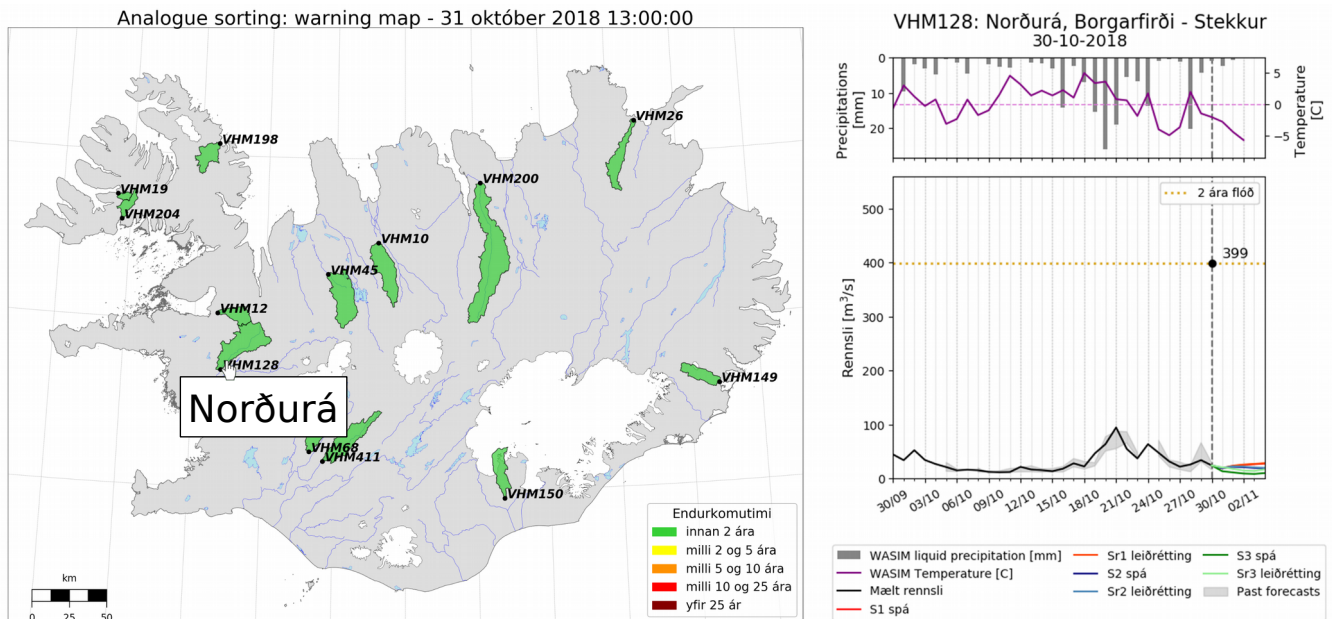 Analogue sorting: warning map - 31 október 2018 13:00:00
VHM26
VHM198
VHM200
VHM19
VHM204
VHM10
VHM45
VHM12
VHM128
VHM149
Norðurá
VHM68
VHM411
VHM150
Endurkomutimi
innan 2 ára
milli 2 og 5 ára
milli 5 og 10 ára
milli 10 og 25 ára
yfir 25 ár
km
0 25 50
VHM128: Norðurá, Borgarfirði - Stekkur
30-10-2018
Precipitations
[mm]
0
10
20
5
0
−5
Temperature
[C]
2 ára flóð
399
Rennsli [m³/s]
500
400
300
200
100
0
30/09 03/10 06/10 09/10 12/10 15/10 18/10 21/10 24/10 27/10 30/10 02/11
WASIM liquid precipitation [mm]
WASIM Temperature [C]
Mælt rennsli
S1 spá
Sr1 leiðrétting
S2 spá
Sr2 leiðrétting
S3 spá
Sr3 leiðrétting
Past forecasts